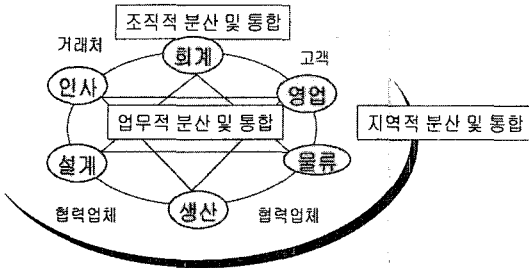 조직적 분산 및 통합
거래처
회계
고객
인사
영업
업무적 분산 및 통합
지역적 분산 및 통합
설계
물류
협력업체
생산
협력업체